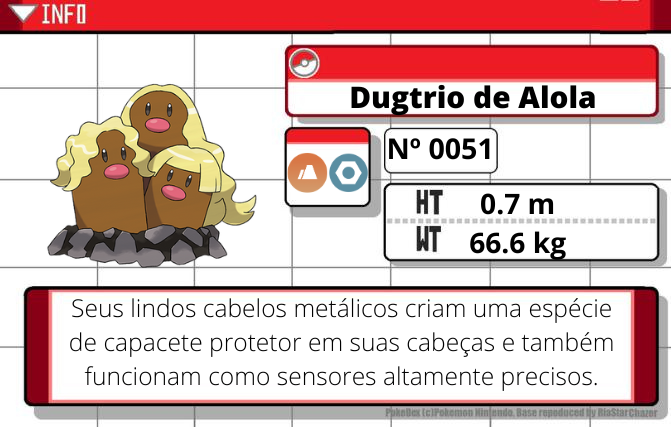 INFO
Dugtrio de Alola
Nº 0051
HT 0.7 m
WT 66.6 kg
Seus lindos cabelos metálicos criam uma espécie
de capacete protetor em suas cabeças e também
funcionam como sensores altamente precisos.
PokeDex (c)Pokemon Nintendo. Base reproduced by RiaStarChazer